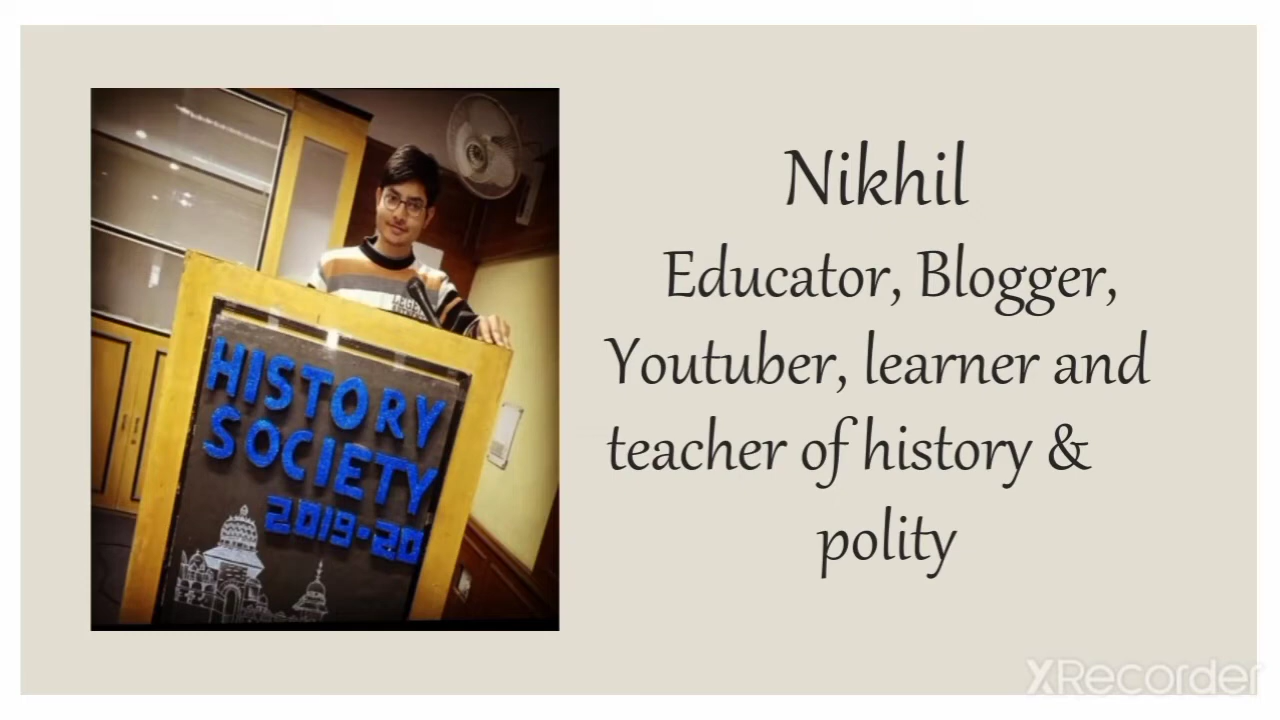 Nikhil
Educator, Blogger,
Youtuber, learner and
teacher of history &
polity
HISTORY
SOCIETY
2019-20
XRecorder